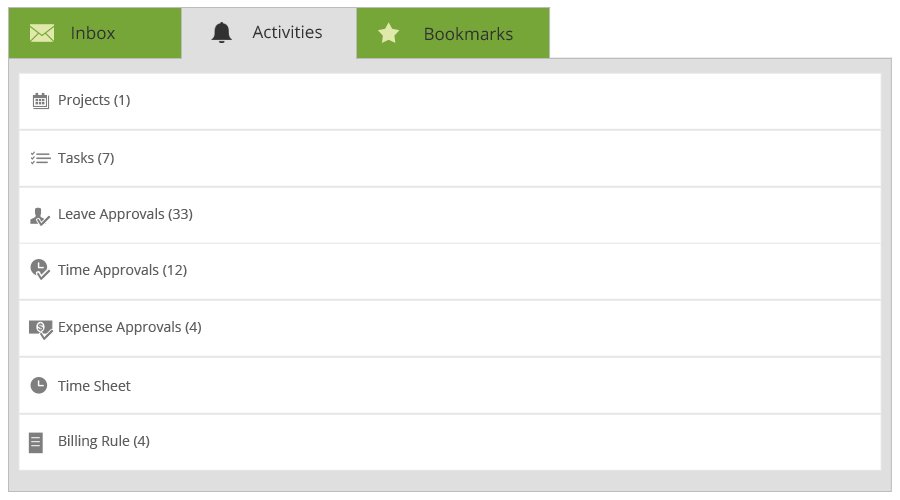 Inbox
Activities
Bookmarks
Projects (1)
Tasks (7)
Leave Approvals (33)
Time Approvals (12)
Expense Approvals (4)
Time Sheet
Billing Rule (4)